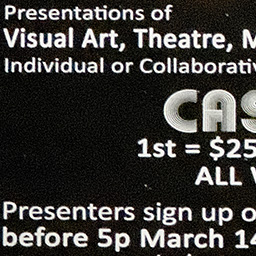 Presentations of
Visual Art, Theatre, M
Individual or Collaborativ
CAS
1st = $25
ALL
Presenters sign up o
before 5p March 14